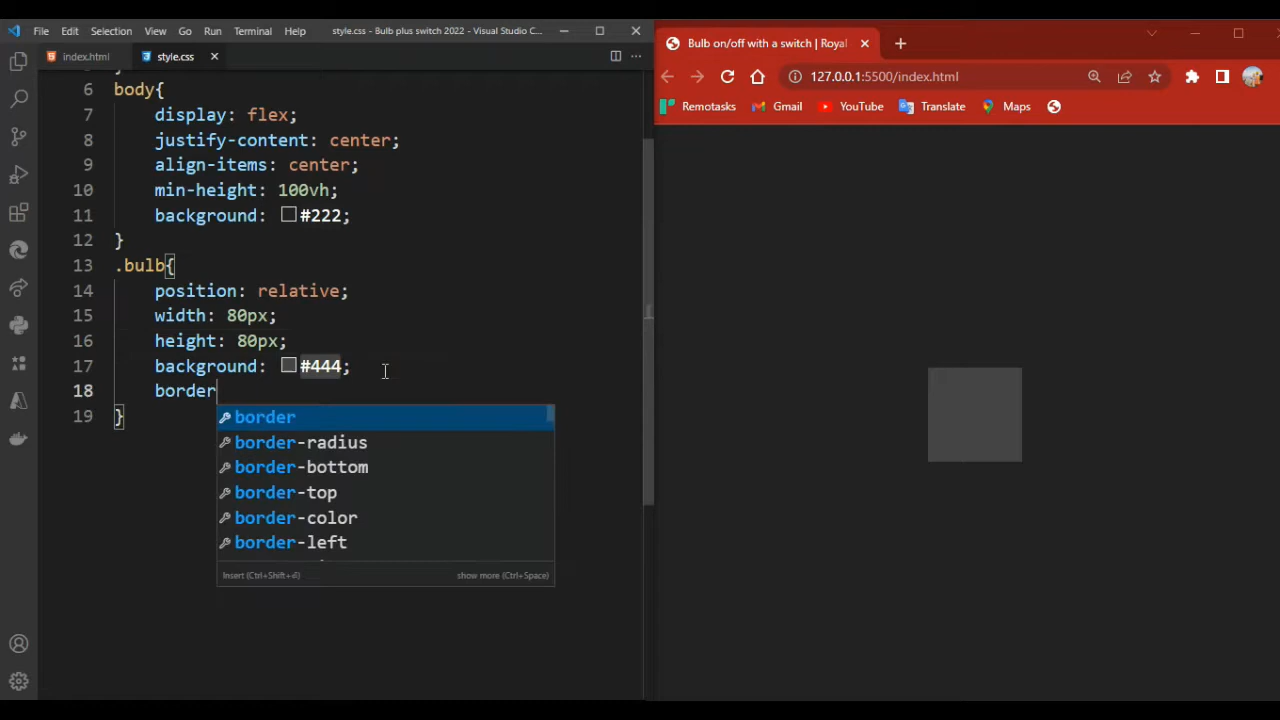 File Edit Selection View Go Run Terminal Help style.css - Bulb plus switch 2022 - Visual Studio C...
index.html style.css
6 body{
7 display: flex;
8 justify-content: center;
9 align-items: center;
10 min-height: 100vh;
11 background: #222;
12 }
13 .bulb{
14 position: relative;
15 width: 80px;
16 height: 80px;
17 background: #444;
18 border
19 }
border
border-radius
border-bottom
border-top
border-color
border-left
Insert (Ctrl+Shift+⏎) show more (Ctrl+Space)
Bulb on/off with a switch | Royal
127.0.0.1:5500/index.html
Remotasks Gmail YouTube Translate Maps